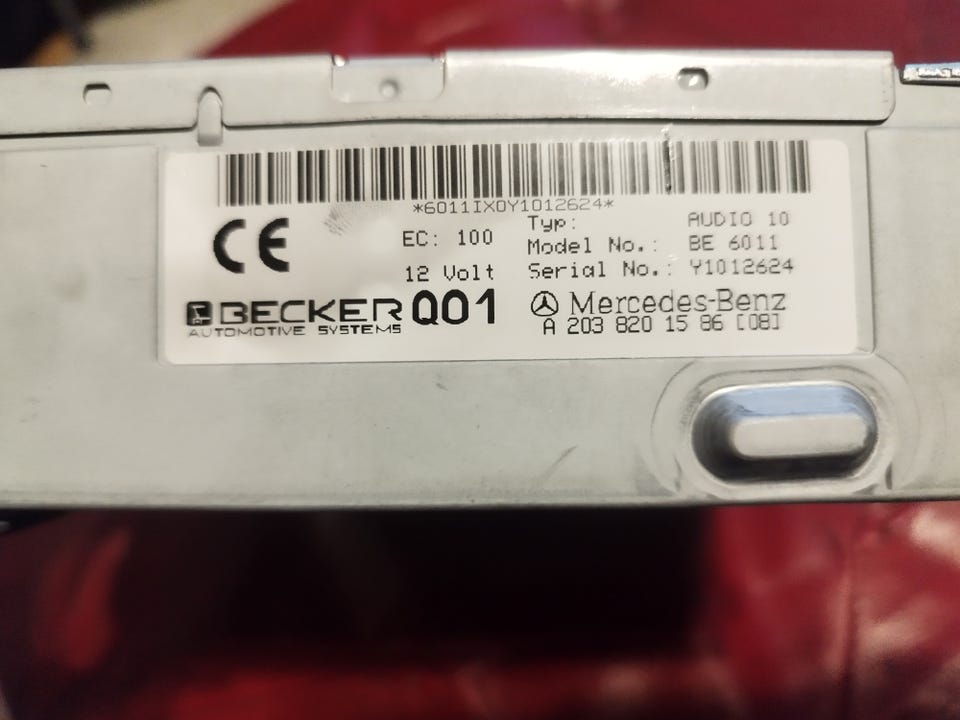 *6011IX0Y1012624*
CE
EC: 100
12 Volt
Typ: AUDIO 10
Model No.: BE 6011
Serial No.: Y1012624
BECKER Q01
AUTOMOTIVE SYSTEMS
Mercedes-Benz
A 203 820 15 86 [08]